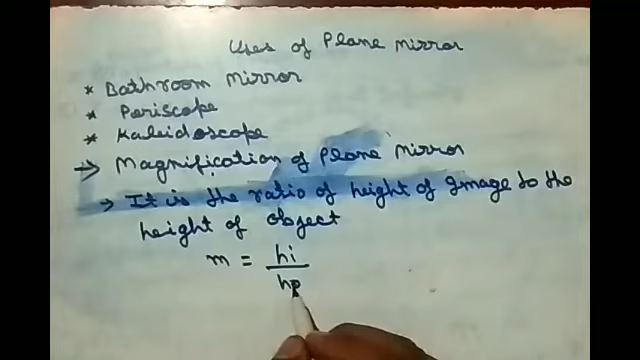 Uses of Plane Mirror
* Bathroom Mirror
* Periscope
* Kaleidoscope
→ Magnification of Plane Mirror
→ It is the ratio of height of Image to the
height of object
m = hi
ho